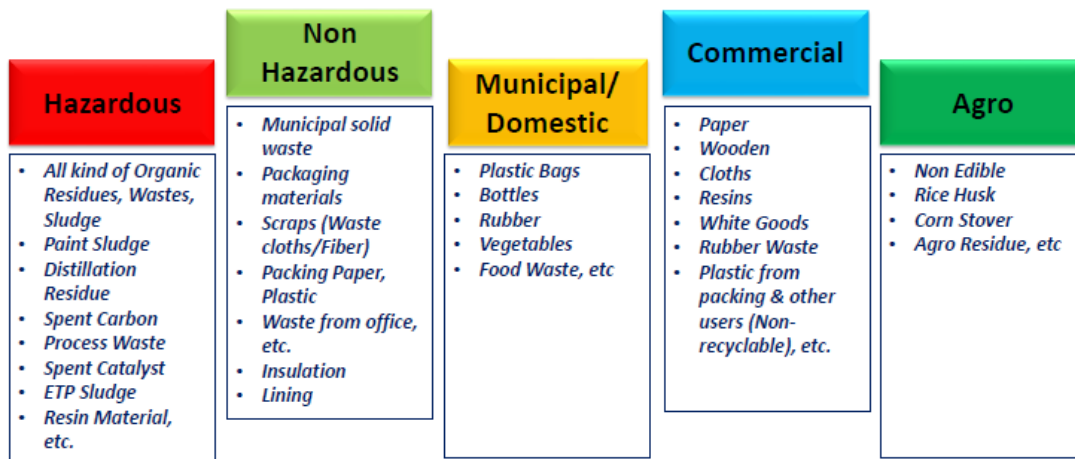 Hazardous
• All kind of Organic
Residues, Wastes,
Sludge
• Paint Sludge
• Distillation
Residue
• Spent Carbon
• Process Waste
• Spent Catalyst
• ETP Sludge
• Resin Material,
etc.
Non
Hazardous
• Municipal solid
waste
• Packaging
materials
• Scraps (Waste
cloths/Fiber)
• Packing Paper,
Plastic
• Waste from office,
etc.
• Insulation
• Lining
Municipal/
Domestic
• Plastic Bags
• Bottles
• Rubber
• Vegetables
• Food Waste, etc
Commercial
• Paper
• Wooden
• Cloths
• Resins
• White Goods
• Rubber Waste
• Plastic from
packing & other
users (Non-
recyclable), etc.
Agro
• Non Edible
• Rice Husk
• Corn Stover
• Agro Residue, etc